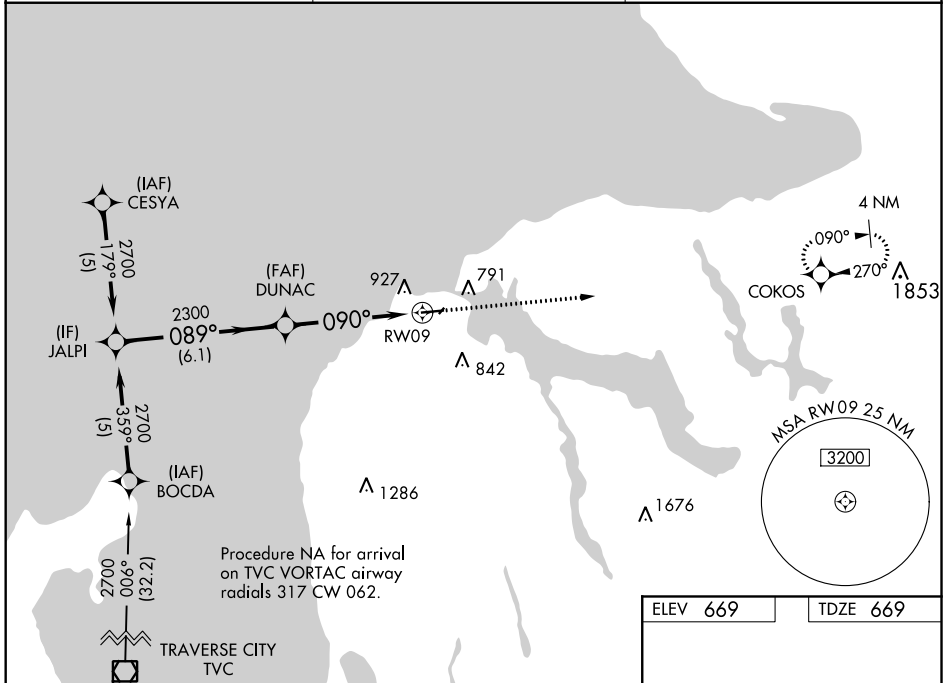 (IAF)
CESYA
2700
179°
(5)
(IF)
JALPI
2300
089°
(6.1)
(FAF)
DUNAC
090°
927
791
RW09
842
4 NM
090°
270°
COKOS
1853
2700
359°
(5)
(IAF)
BOCDA
1286
1676
MSA RW09 25 NM
3200
2700
006°
(32.2)
Procedure NA for arrival
on TVC VORTAC airway
radials 317 CW 062.
TRAVERSE CITY
TVC
ELEV 669
TDZE 669